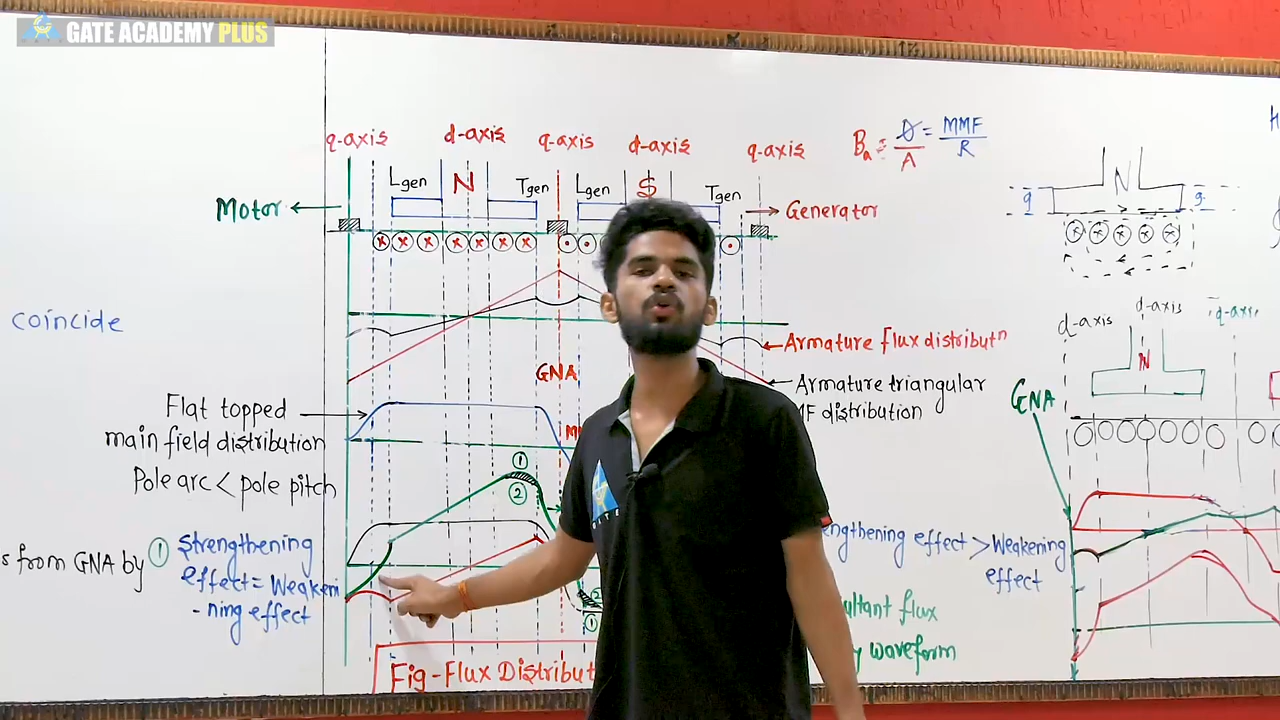 GATE ACADEMY PLUS
q-axis d-axis q-axis d-axis q-axis
Ba = Ø/A = MMF/R
Lgen N Tgen Lgen S Tgen
Motor
Generator
N
g g
coincide
d-axis d-axis q-axis
N
Armature flux distributn
GNA
Armature triangular
MF distribution
GNA
Flat topped
main field distribution
Pole arc < pole pitch
1
2
s from GNA by 1 Strengthening
effect = Weakeni
-ning effect
engthening effect > Weakening
effect
2
1
ultant flux
y waveform
Fig-Flux Distribut